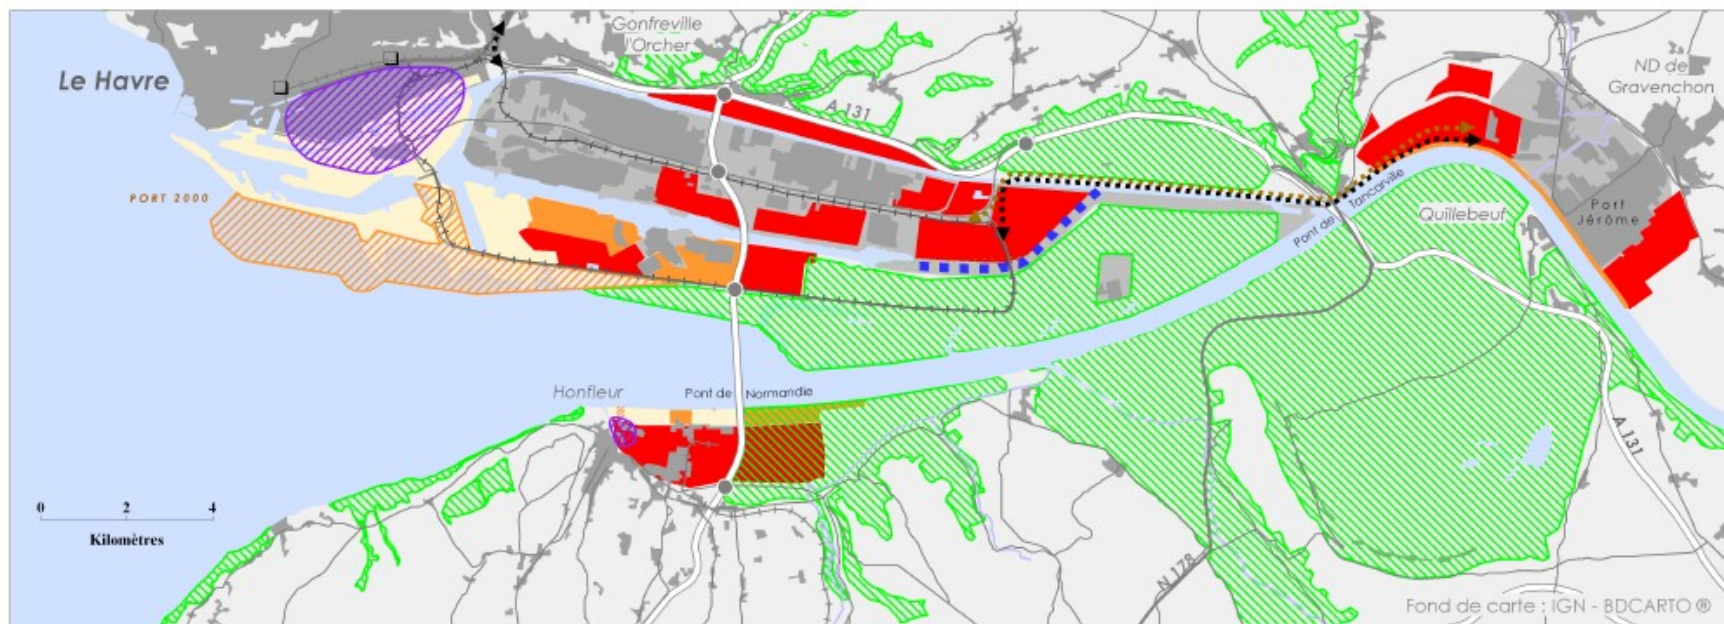 Gonfreville
l'Orcher
Le Havre
ND de
Gravenchon
A 131
PORT 2000
Port
Jérôme
Quillebeuf
Pont de Tancarville
Honfleur
Pont de Normandie
A 131
0 2 4
Kilomètres
N 178
Fond de carte : IGN - BDCARTO ®